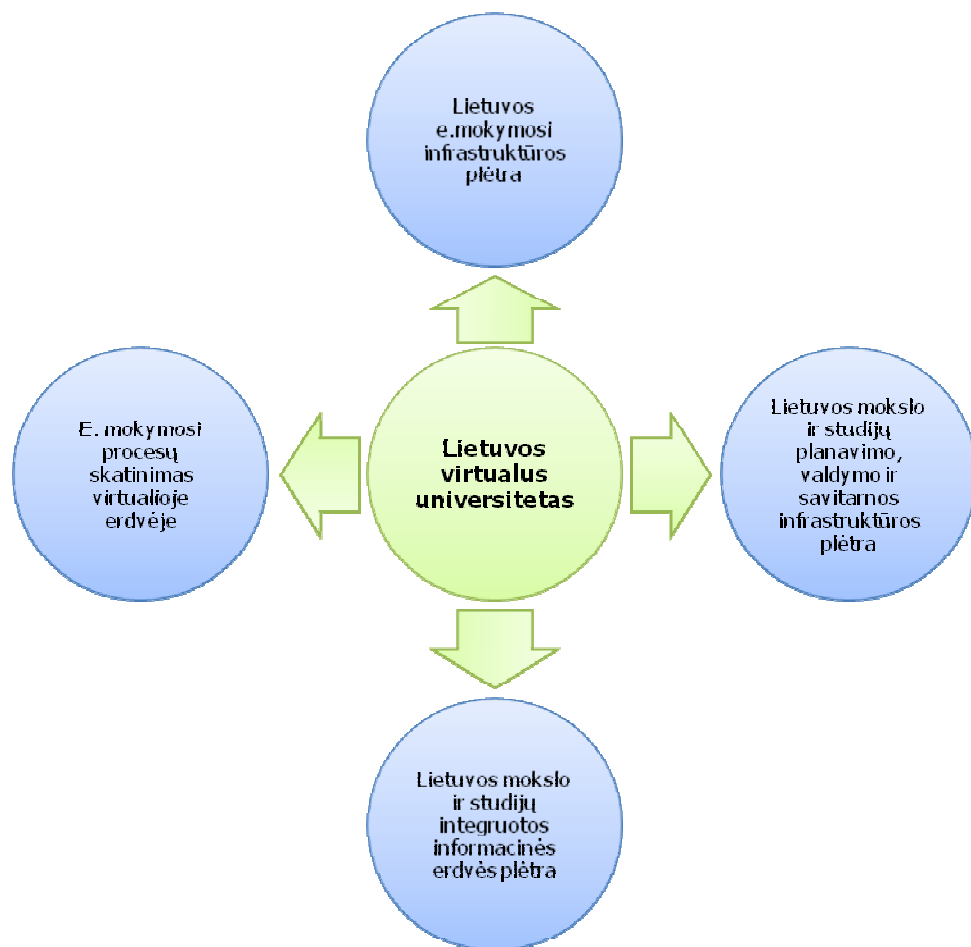 Lietuvos
e.mokymosi
infrastruktūros
plėtra
E. mokymosi
procesų
skatinimas
virtualioje
erdvėje
Lietuvos
virtualus
universitetas
Lietuvos mokslo
ir studijų
planavimo,
valdymo ir
savitarnos
infrastruktūros
plėtra
Lietuvos mokslo
ir studijų
integruotos
informacinės
erdvės plėtra